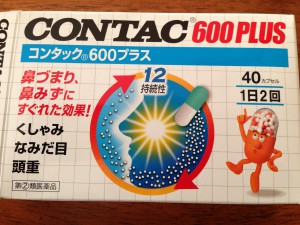 CONTAC® 600 PLUS
コンタック®600プラス
鼻づまり、
鼻みずに
すぐれた効果!
くしゃみ
なみだ目
頭重
指定②類医薬品
12
持続性
40カプセル
1日2回
CONTAC